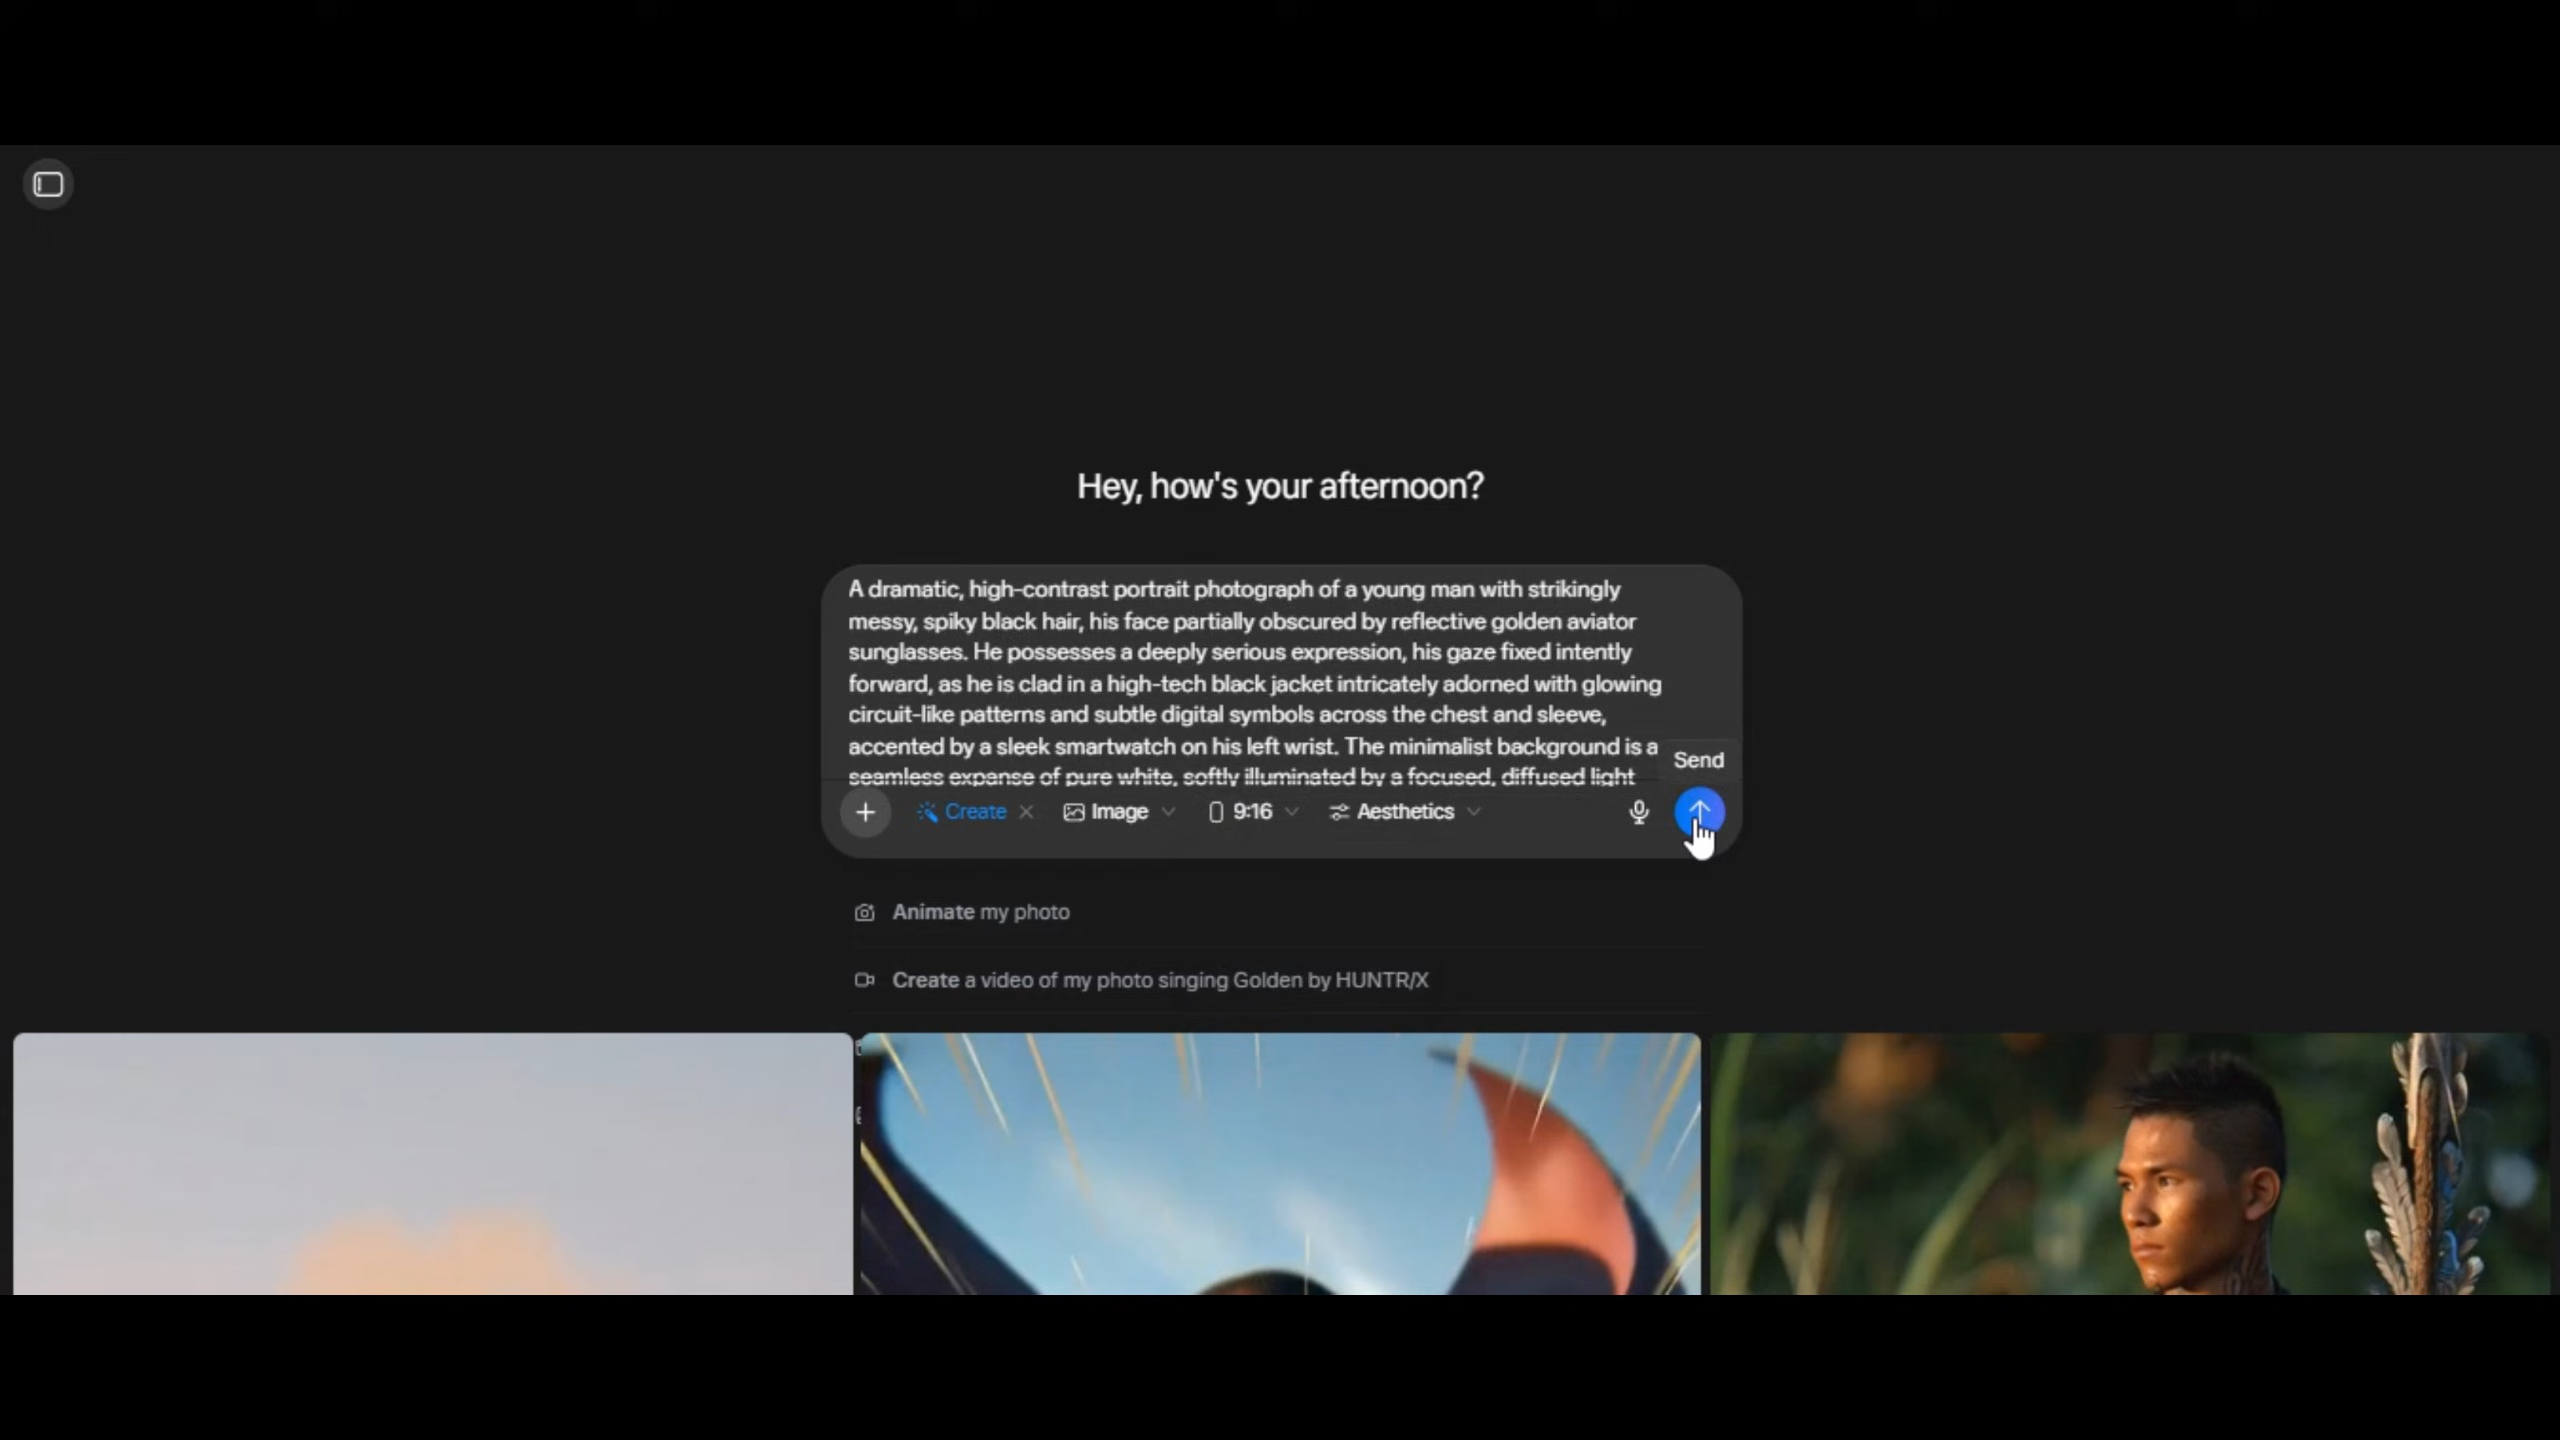 Hey, how's your afternoon?
A dramatic, high-contrast portrait photograph of a young man with strikingly
messy, spiky black hair, his face partially obscured by reflective golden aviator
sunglasses. He possesses a deeply serious expression, his gaze fixed intently
forward, as he is clad in a high-tech black jacket intricately adorned with glowing
circuit-like patterns and subtle digital symbols across the chest and sleeve,
accented by a sleek smartwatch on his left wrist. The minimalist background is a
seamless expanse of pure white, softly illuminated by a focused, diffused light
Send
Create Image 9:16 Aesthetics
Animate my photo
Create a video of my photo singing Golden by HUNTR/X